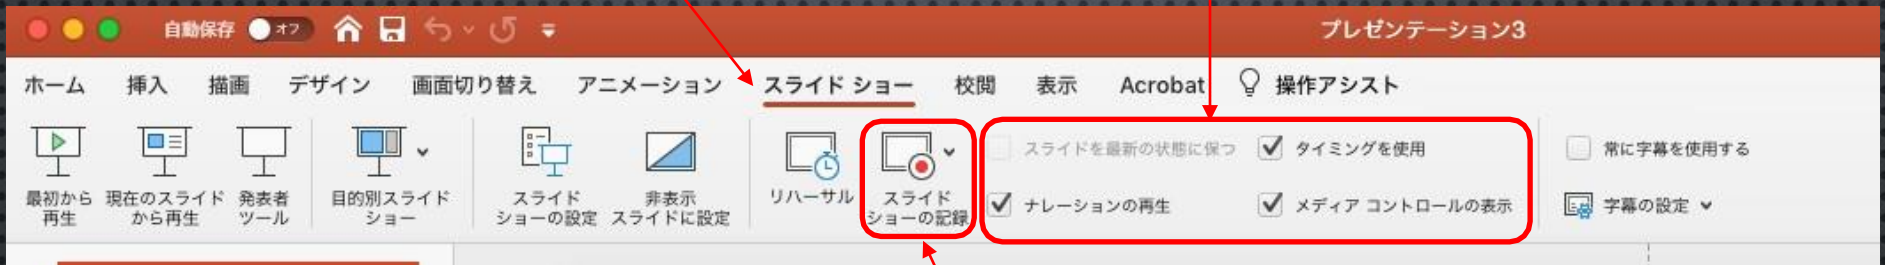 自動保存 オフ プレゼンテーション3
ホーム 挿入 描画 デザイン 画面切り替え アニメーション スライド ショー 校閲 表示 Acrobat 操作アシスト
最初から
再生
現在のスライド
から再生
発表者
ツール
目的別スライド
ショー
スライド
ショーの設定
非表示
スライドに設定
リハーサル
スライド
ショーの記録
スライドを最新の状態に保つ タイミングを使用
ナレーションの再生 メディア コントロールの表示
常に字幕を使用する
字幕の設定